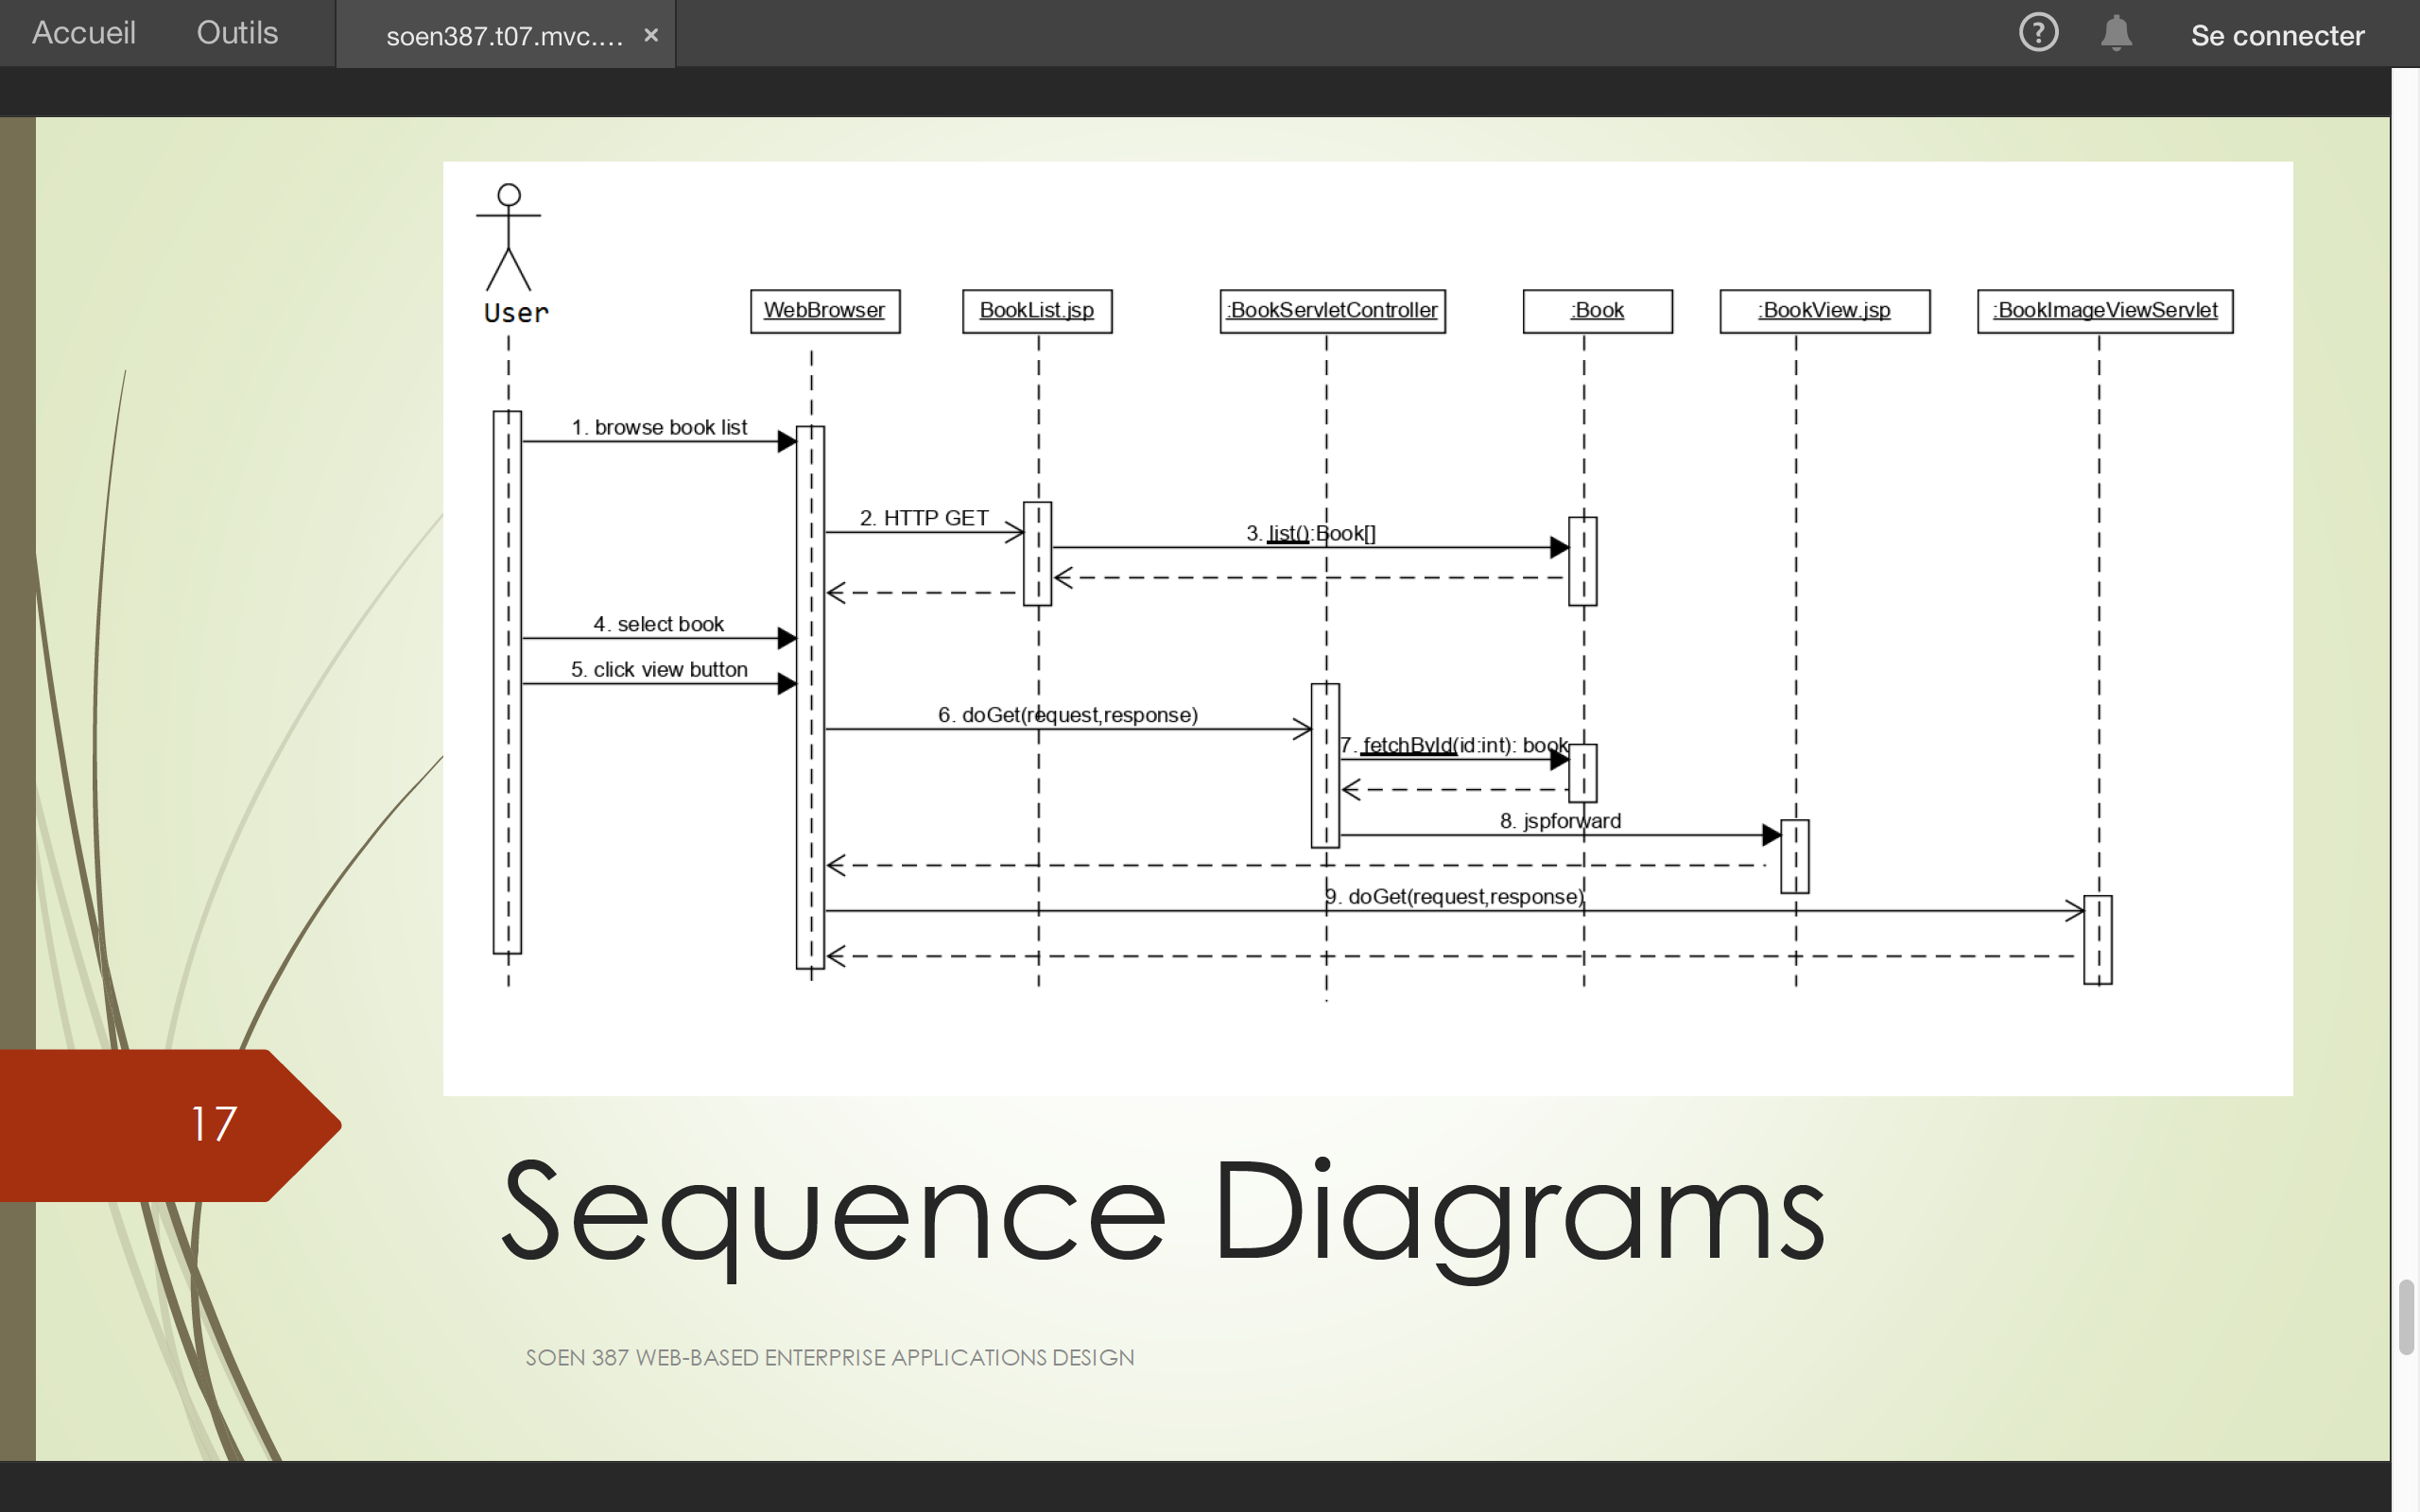 Accueil Outils soen387.t07.mvc.... × ? Se connecter
User
WebBrowser BookList.jsp :BookServletController :Book :BookView.jsp :BookImageViewServlet
1. browse book list
2. HTTP GET
3. list():Book[]
4. select book
5. click view button
6. doGet(request,response)
7. fetchById(id:int): book
8. jspforward
9. doGet(request,response)
17
Sequence Diagrams
SOEN 387 WEB-BASED ENTERPRISE APPLICATIONS DESIGN